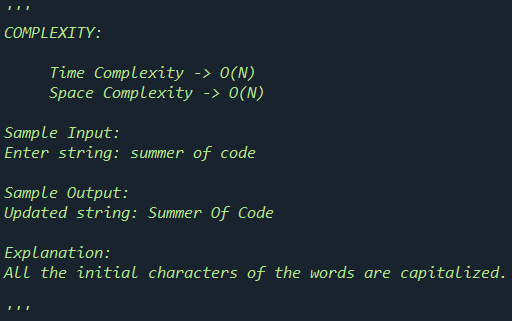 '''
COMPLEXITY:
Time Complexity -> O(N)
Space Complexity -> O(N)
Sample Input:
Enter string: summer of code
Sample Output:
Updated string: Summer Of Code
Explanation:
All the initial characters of the words are capitalized.
'''